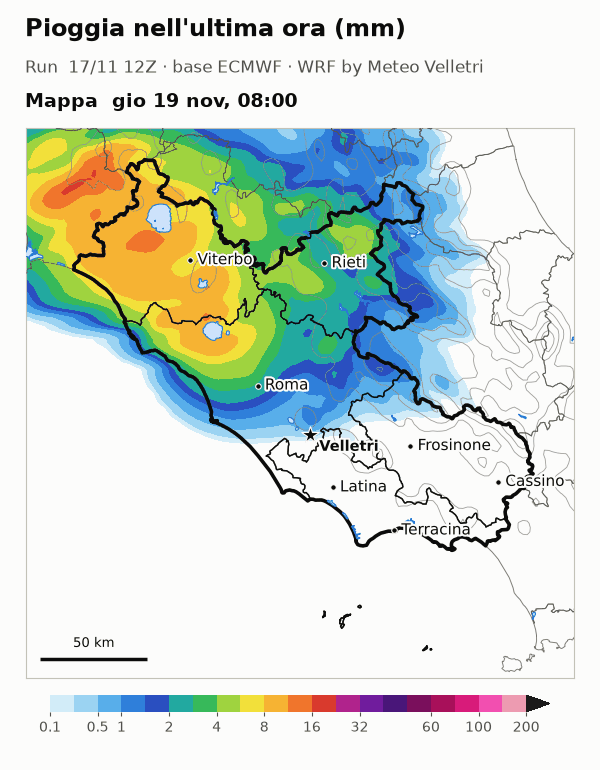 Pioggia nell'ultima ora (mm)
Run 17/11 12Z · base ECMWF · WRF by Meteo Velletri
Mappa gio 19 nov, 08:00
Viterbo
Rieti
Roma
Velletri
Frosinone
Cassino
Latina
Terracina
50 km
0.1 0.5 1 2 4 8 16 32 60 100 200